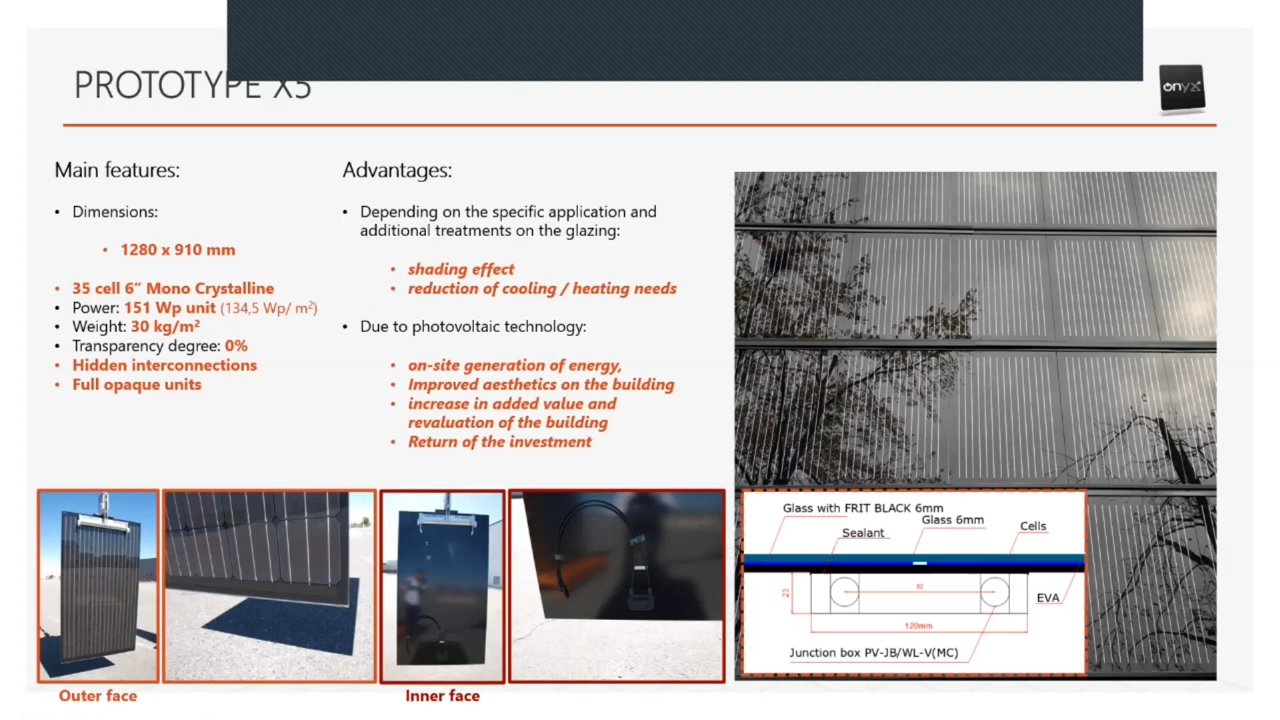 PROTOTYPE X5
onyx
Main features:
• Dimensions:
• 1280 x 910 mm
• 35 cell 6" Mono Crystalline
• Power: 151 Wp unit (134,5 Wp/ m²)
• Weight: 30 kg/m²
• Transparency degree: 0%
• Hidden interconnections
• Full opaque units
Advantages:
• Depending on the specific application and
additional treatments on the glazing:
• shading effect
• reduction of cooling / heating needs
• Due to photovoltaic technology:
• on-site generation of energy,
• Improved aesthetics on the building
• increase in added value and
revaluation of the building
• Return of the investment
Glass with FRIT BLACK 6mm
Glass 6mm
Sealant
Cells
23
82
EVA
120mm
Junction box PV-JB/WL-V(MC)
Outer face
Inner face